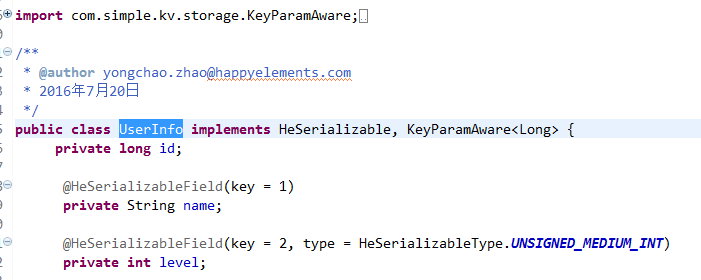 import com.simple.kv.storage.KeyParamAware;
/**
* @author yongchao.zhao@happyelements.com
* 2016年7月20日
*/
public class UserInfo implements HeSerializable, KeyParamAware<Long> {
private long id;
@HeSerializableField(key = 1)
private String name;
@HeSerializableField(key = 2, type = HeSerializableType.UNSIGNED_MEDIUM_INT)
private int level;